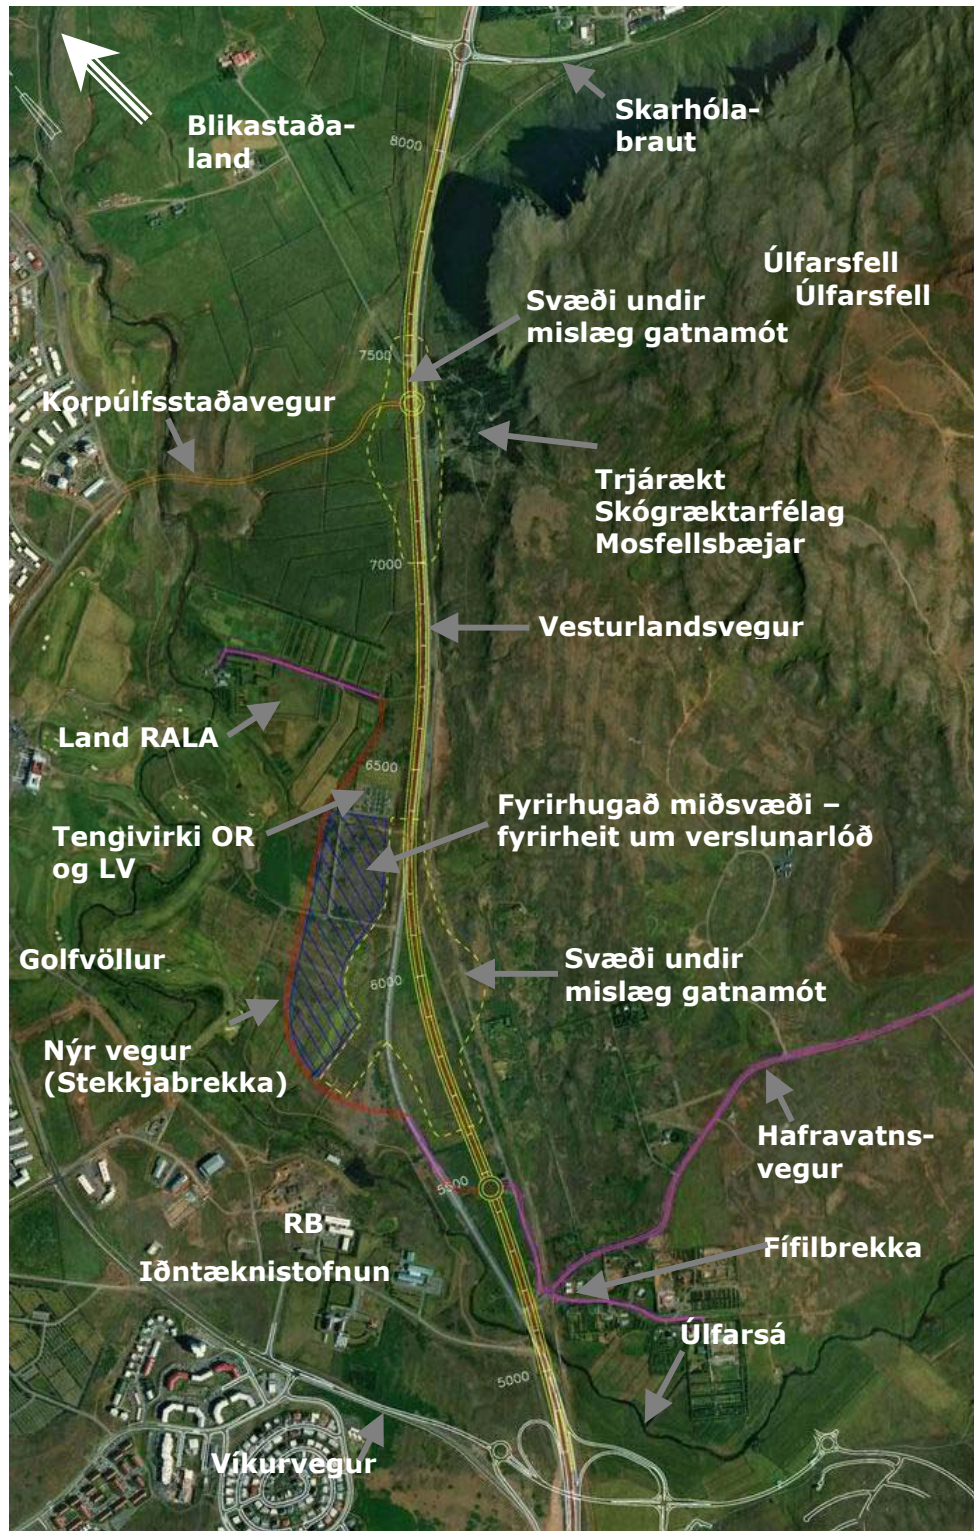 Skarhóla-
braut
Blikastaða-
land
8000
Úlfarsfell
Úlfarsfell
Svæði undir
mislæg gatnamót
7500
Korpúlfsstaðavegur
Trjárækt
Skógræktarfélag
Mosfellsbæjar
7000
Vesturlandsvegur
Land RALA
6500
Fyrirhugað miðsvæði –
fyrirheit um verslunarlóð
Tengivirki OR
og LV
Golfvöllur
Svæði undir
mislæg gatnamót
6000
Nýr vegur
(Stekkjabrekka)
Hafravatns-
vegur
5500
RB
Fífilbrekka
Iðntæknistofnun
Úlfarsá
5000
Víkurvegur